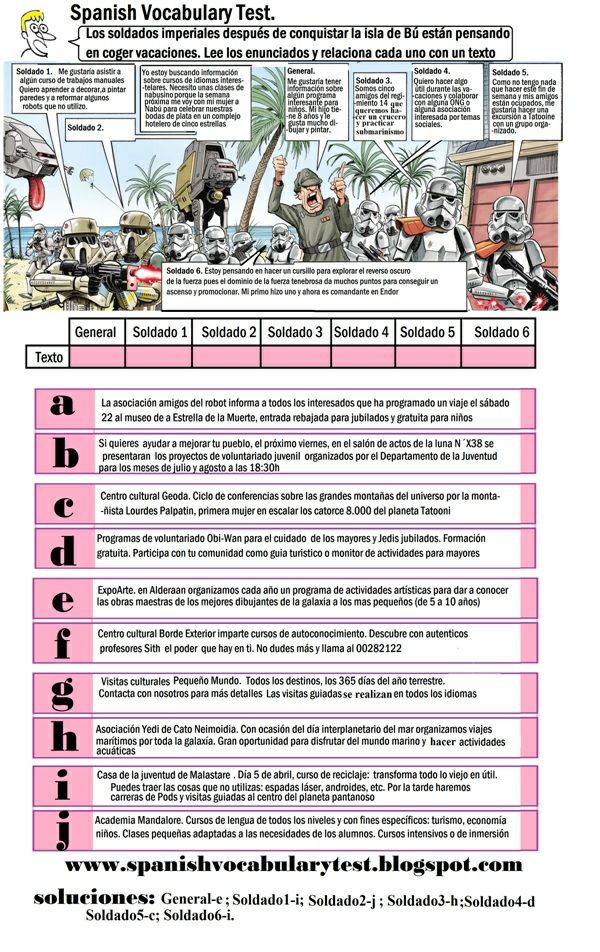 Spanish Vocabulary Test.
Los soldados imperiales después de conquistar la isla de Bú están pensando
en coger vacaciones. Lee los enunciados y relaciona cada uno con un texto
Soldado 1. Me gustaría asistir a
algún curso de trabajos manuales
Quiero aprender a decorar,a pintar
paredes y a reformar algunos
robots que no utilizo.
Soldado 2.
Yo estoy buscando información
sobre cursos de idiomas interes-
telares. Necesito unas clases de
nabusino porque la semana
próxima me voy con mi mujer a
Nabú para celebrar nuestras
bodas de plata en un complejo
hotelero de cinco estrellas
General.
Me gustaría tener
información sobre
algún programa
interesante para
niños. Mi hijo tie-
ne 8 años y le
gusta mucho di-
bujar y pintar.
Soldado 3.
Somos cinco
amigos del regi-
miento 14 que
queremos ha-
cer un crucero
y practicar
submarinismo
Soldado 4.
Quiero hacer algo
útil durante las va-
caciones y colaborar
con alguna ONG o
alguna asociación
interesada por temas
sociales.
Soldado 5.
Como no tengo nada
que hacer este fin de
semana y mis amigos
están ocupados, me
gustaría hacer una
excursión a Tatooine
con un grupo orga-
nizado.
Soldado 6. Estoy pensando en hacer un cursillo para explorar el reverso oscuro
de la fuerza pues el dominio de la fuerza tenebrosa da muchos puntos para conseguir un
ascenso y promocionar. Mi primo hizo uno y ahora es comandante en Endor
General Soldado 1 Soldado 2 Soldado 3 Soldado 4 Soldado 5 Soldado 6
Texto
a
La asociación amigos del robot informa a todos los interesados que ha programado un viaje el sábado
22 al museo de a Estrella de la Muerte, entrada rebajada para jubilados y gratuita para niños
b
Si quieres ayudar a mejorar tu pueblo, el próximo viernes, en el salón de actos de la luna N ´X38 se
presentaran los proyectos de voluntariado juvenil organizados por el Departamento de la Juventud
para los meses de julio y agosto a las 18:30h
c
Centro cultural Geoda. Ciclo de conferencias sobre las grandes montañas del universo por la monta-
-ñista Lourdes Palpatin, primera mujer en escalar los catorce 8.000 del planeta Tatooni
d
Programas de voluntariado Obi-Wan para el cuidado de los mayores y Jedis jubilados. Formación
gratuita. Participa con tu comunidad como guia turistico o monitor de actividades para mayores
e
ExpoArte. en Alderaan organizamos cada año un programa de actividades artísticas para dar a conocer
las obras maestras de los mejores dibujantes de la galaxia a los mas pequeños (de 5 a 10 años)
f
Centro cultural Borde Exterior imparte cursos de autoconocimiento. Descubre con autenticos
profesores Sith el poder que hay en ti. No dudes más y llama al 00282122
g
Visitas culturales Pequeño Mundo. Todos los destinos, los 365 días del año terrestre.
Contacta con nosotros para más detalles Las visitas guiadas se realizan en todos los idiomas
h
Asociación Yedi de Cato Neimoidia. Con ocasión del día interplanetario del mar organizamos viajes
marítimos por toda la galaxía. Gran oportunidad para disfrutar del mundo marino y hacer actividades
acuáticas
i
Casa de la juventud de Malastare . Día 5 de abril, curso de reciclaje: transforma todo lo viejo en útil.
Puedes traer las cosas que no utilizas: espadas láser, androides, etc. Por la tarde haremos
carreras de Pods y visitas guiadas al centro del planeta pantanoso
j
Academia Mandalore. Cursos de lengua de todos los niveles y con fines específicos: turismo, economía
niños. Clases pequeñas adaptadas a las necesidades de los alumnos. Cursos intensivos o de inmersión
www.spanishvocabularytest.blogspot.com
soluciones: General-e ; Soldado1-i; Soldado2-j ; Soldado3-h ;Soldado4-d
Soldado5-c; Soldado6-i.